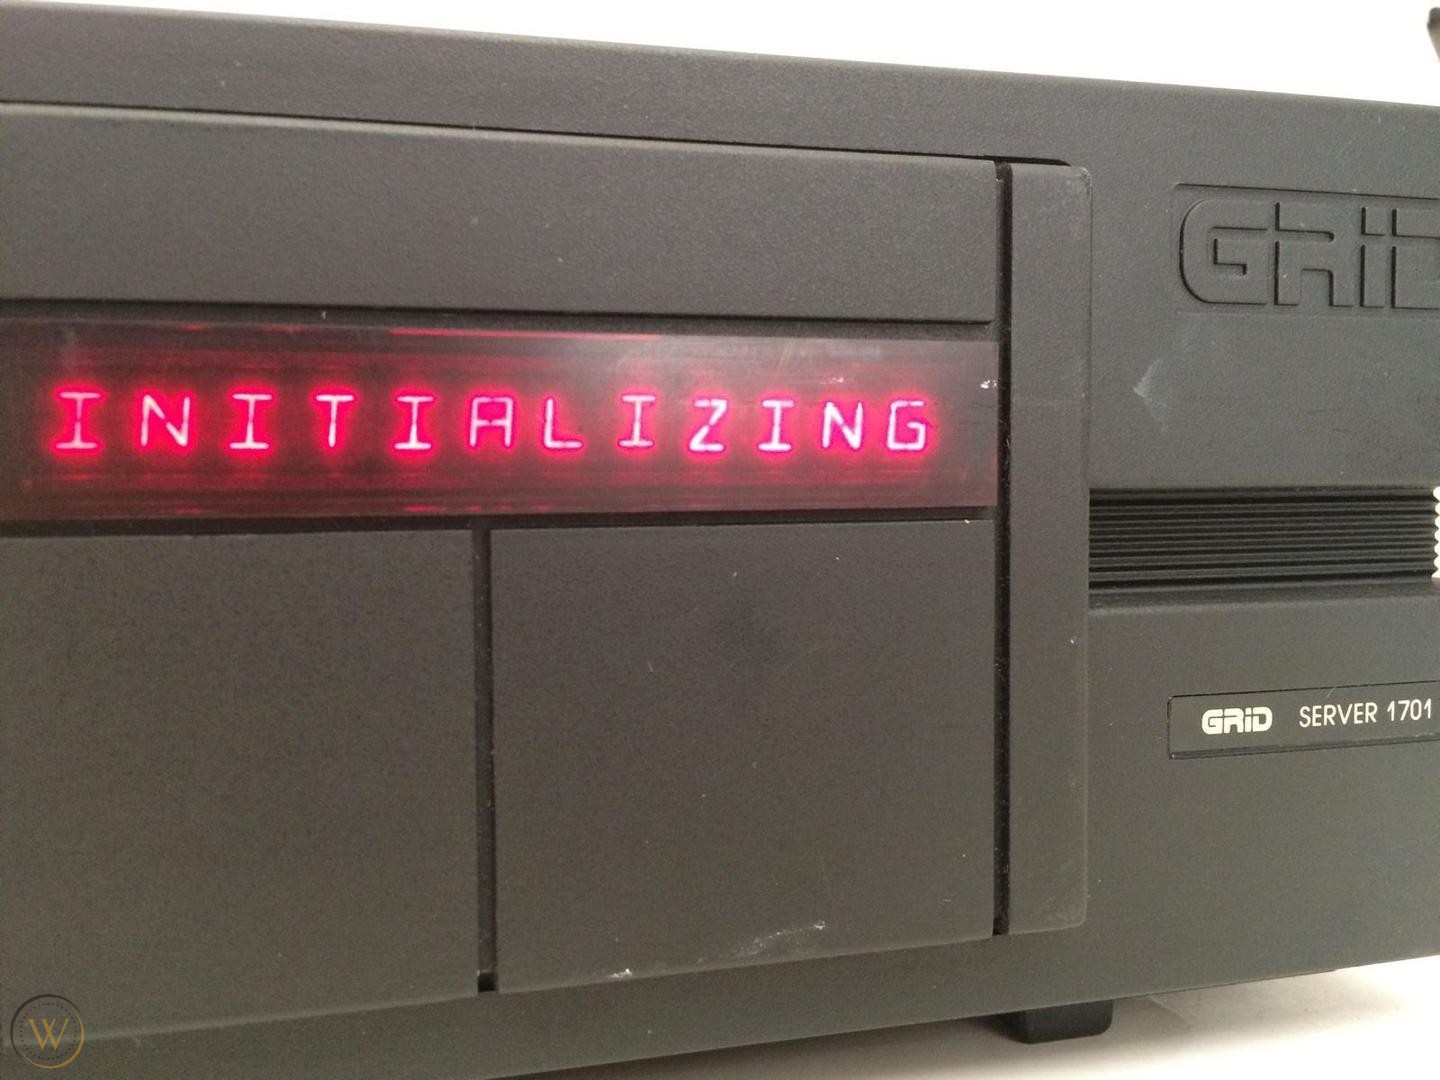 GRiD
INITIALIZING
GRiD SERVER 1701
W